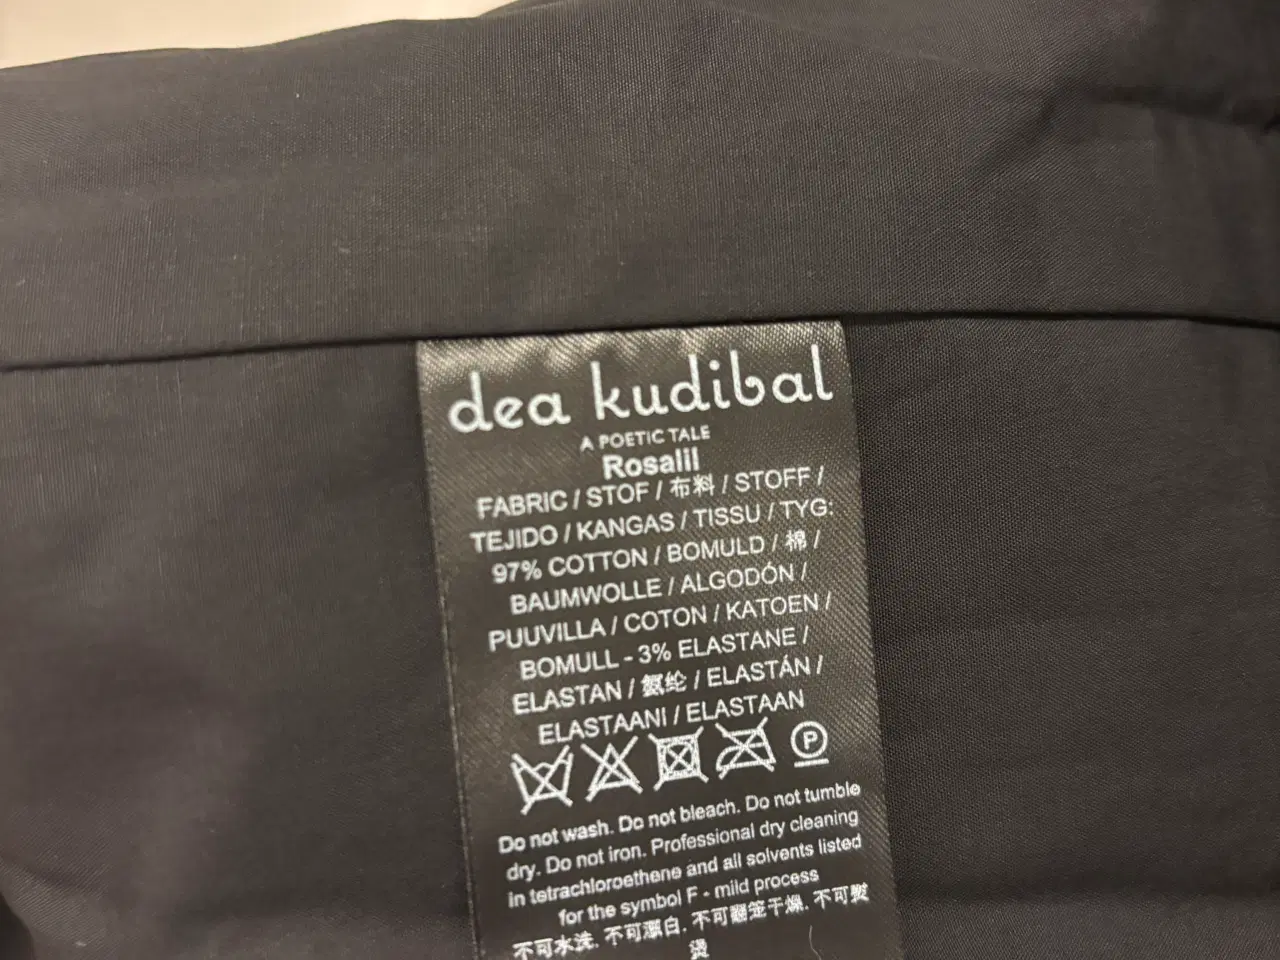 dea kudibal
A POETIC TALE
Rosalil
FABRIC / STOF / 布料 / STOFF /
TEJIDO / KANGAS / TISSU / TYG:
97% COTTON / BOMULD / 棉 /
BAUMWOLLE / ALGODÓN /
PUUVILLA / COTON / KATOEN /
BOMULL - 3% ELASTANE /
ELASTAN / 氨纶 / ELASTÁN /
ELASTAANI / ELASTAAN
P
Do not wash. Do not bleach. Do not tumble
dry. Do not iron. Professional dry cleaning
in tetrachloroethene and all solvents listed
for the symbol F - mild process
不可水洗. 不可漂白. 不可翻笼干燥. 不可熨
烫